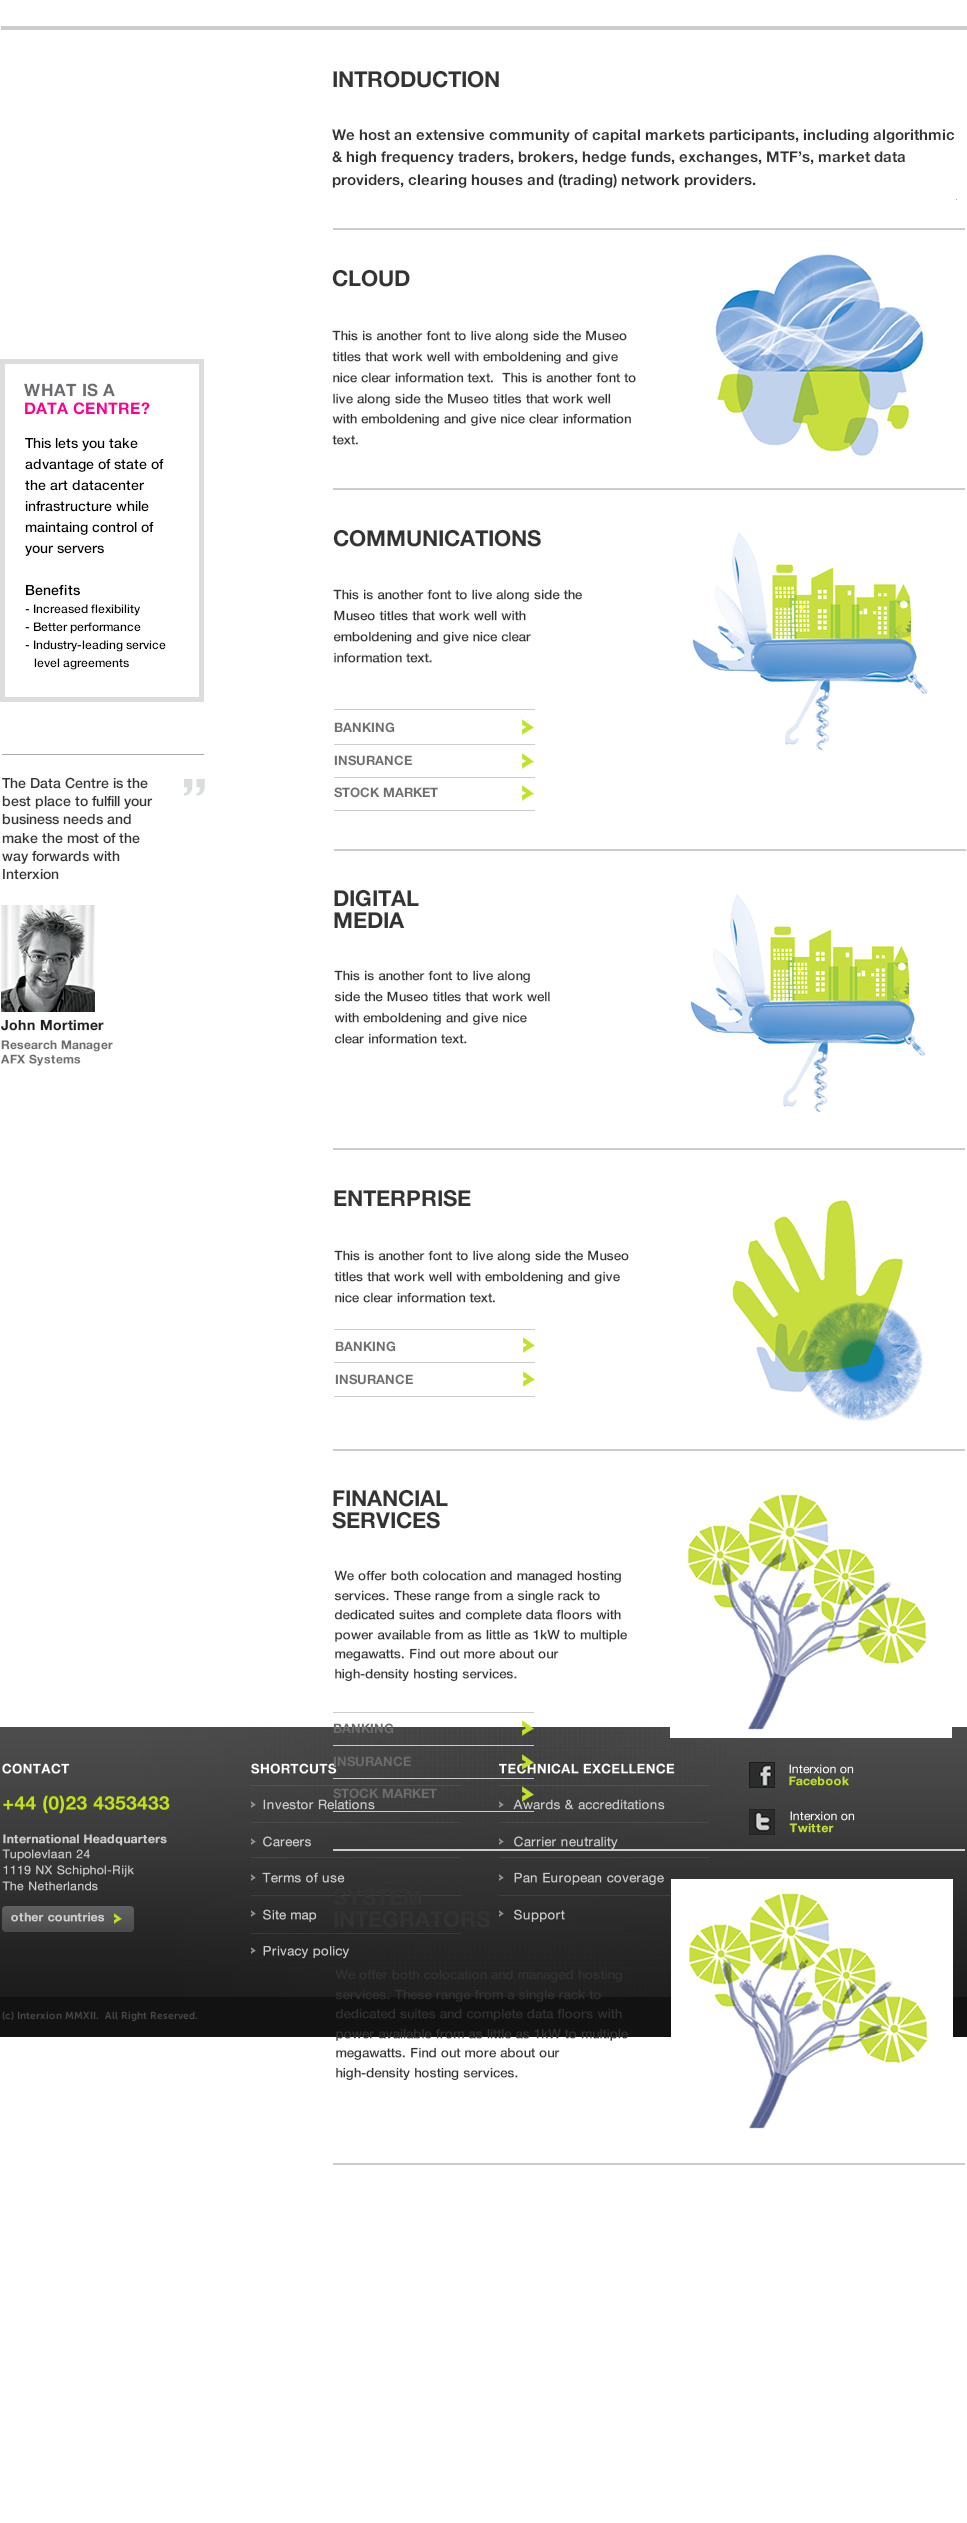 INTRODUCTION
We host an extensive community of capital markets participants, including algorithmic
& high frequency traders, brokers, hedge funds, exchanges, MTF's, market data
providers, clearing houses and (trading) network providers.
CLOUD
This is another font to live along side the Museo
titles that work well with emboldening and give
nice clear information text.  This is another font to
live along side the Museo titles that work well
with emboldening and give nice clear information
text.
WHAT IS A
DATA CENTRE?
This lets you take
advantage of state of
the art datacenter
infrastructure while
maintaing control of
your servers
Benefits
- Increased flexibility
- Better performance
- Industry-leading service
level agreements
COMMUNICATIONS
This is another font to live along side the
Museo titles that work well with
emboldening and give nice clear
information text.
BANKING
INSURANCE
STOCK MARKET
The Data Centre is the
best place to fulfill your
business needs and
make the most of the
way forwards with
Interxion
”
John Mortimer
Research Manager
AFX Systems
DIGITAL
MEDIA
This is another font to live along
side the Museo titles that work well
with emboldening and give nice
clear information text.
ENTERPRISE
This is another font to live along side the Museo
titles that work well with emboldening and give
nice clear information text.
BANKING
INSURANCE
FINANCIAL
SERVICES
We offer both colocation and managed hosting
services. These range from a single rack to
dedicated suites and complete data floors with
power available from as little as 1kW to multiple
megawatts. Find out more about our
high-density hosting services.
BANKING
INSURANCE
STOCK MARKET
CONTACT
+44 (0)23 4353433
International Headquarters
Tupolevlaan 24
1119 NX Schiphol-Rijk
The Netherlands
other countries
SHORTCUTS
Investor Relations
Careers
Terms of use
Site map
Privacy policy
TECHNICAL EXCELLENCE
Awards & accreditations
Carrier neutrality
Pan European coverage
Support
Interxion on
Facebook
Interxion on
Twitter
SYSTEM
INTEGRATORS
We offer both colocation and managed hosting
services. These range from a single rack to
dedicated suites and complete data floors with
power available from as little as 1kW to multiple
megawatts. Find out more about our
high-density hosting services.
(c) Interxion MMXII.  All Right Reserved.